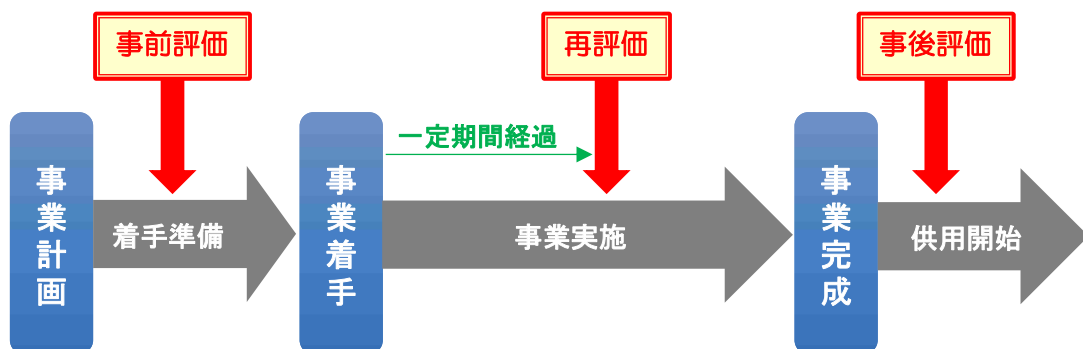 事前評価
再評価
事後評価
一定期間経過
事業計画
着手準備
事業着手
事業実施
事業完成
供用開始